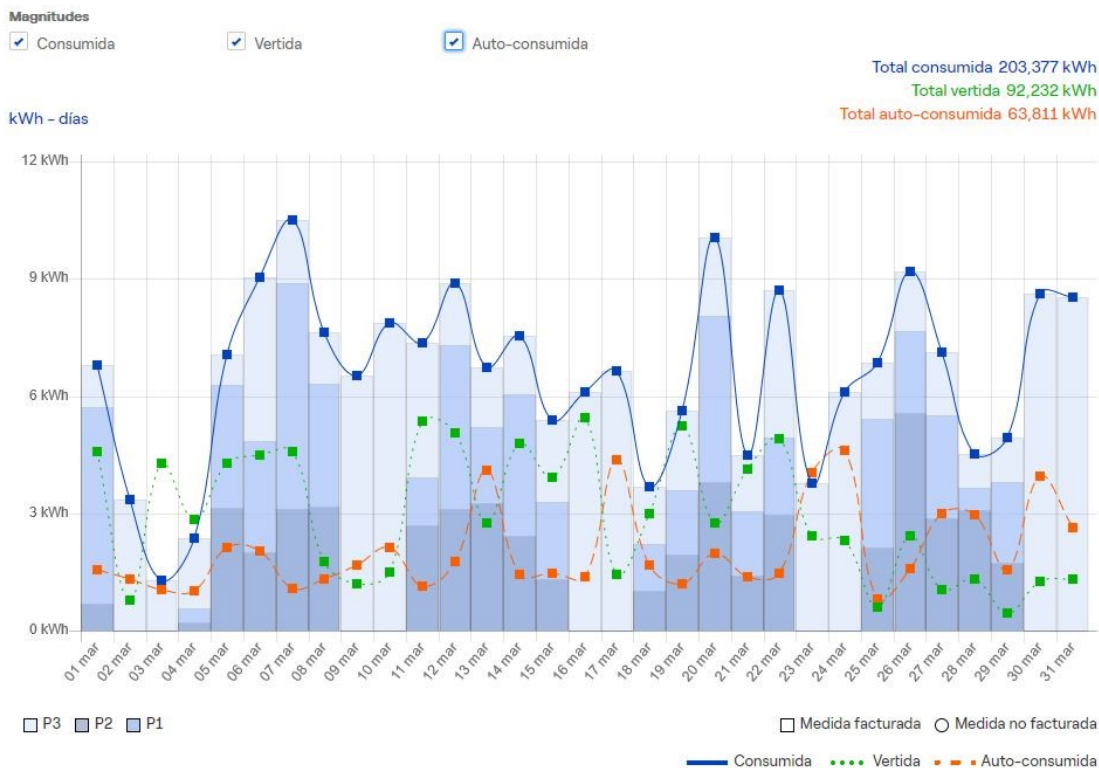 Magnitudes
Consumida Vertida Auto-consumida
Total consumida 203,377 kWh
Total vertida 92,232 kWh
Total auto-consumida 63,811 kWh
kWh - días
12 kWh
9 kWh
6 kWh
3 kWh
0 kWh
01 mar 02 mar 03 mar 04 mar 05 mar 06 mar 07 mar 08 mar 09 mar 10 mar 11 mar 12 mar 13 mar 14 mar 15 mar 16 mar 17 mar 18 mar 19 mar 20 mar 21 mar 22 mar 23 mar 24 mar 25 mar 26 mar 27 mar 28 mar 29 mar 30 mar 31 mar
P3 P2 P1 Medida facturada Medida no facturada
Consumida Vertida Auto-consumida